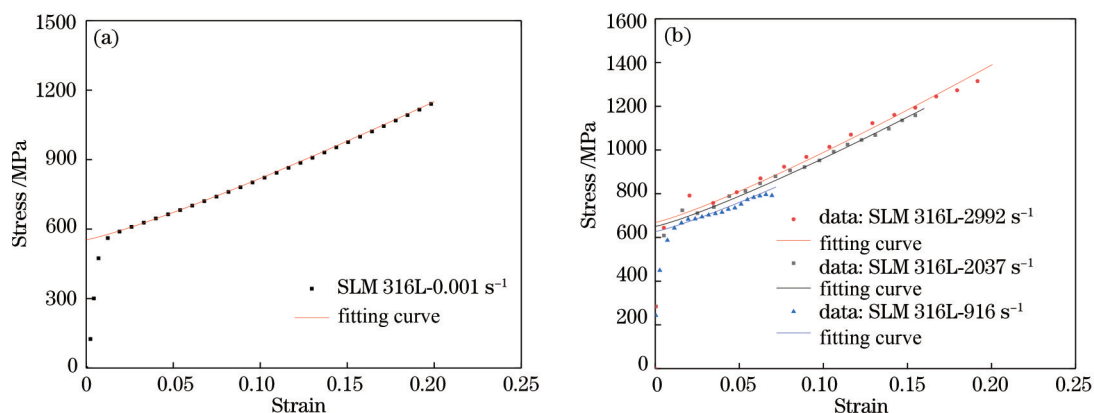 (a)
1500
1200
900
600
300
0
Stress /MPa
SLM 316L-0.001 s⁻¹
fitting curve
0 0.05 0.10 0.15 0.20 0.25
Strain
(b)
1600
1400
1200
1000
800
600
400
200
0
Stress /MPa
data: SLM 316L-2992 s⁻¹
fitting curve
data: SLM 316L-2037 s⁻¹
fitting curve
data: SLM 316L-916 s⁻¹
fitting curve
0 0.05 0.10 0.15 0.20 0.25
Strain